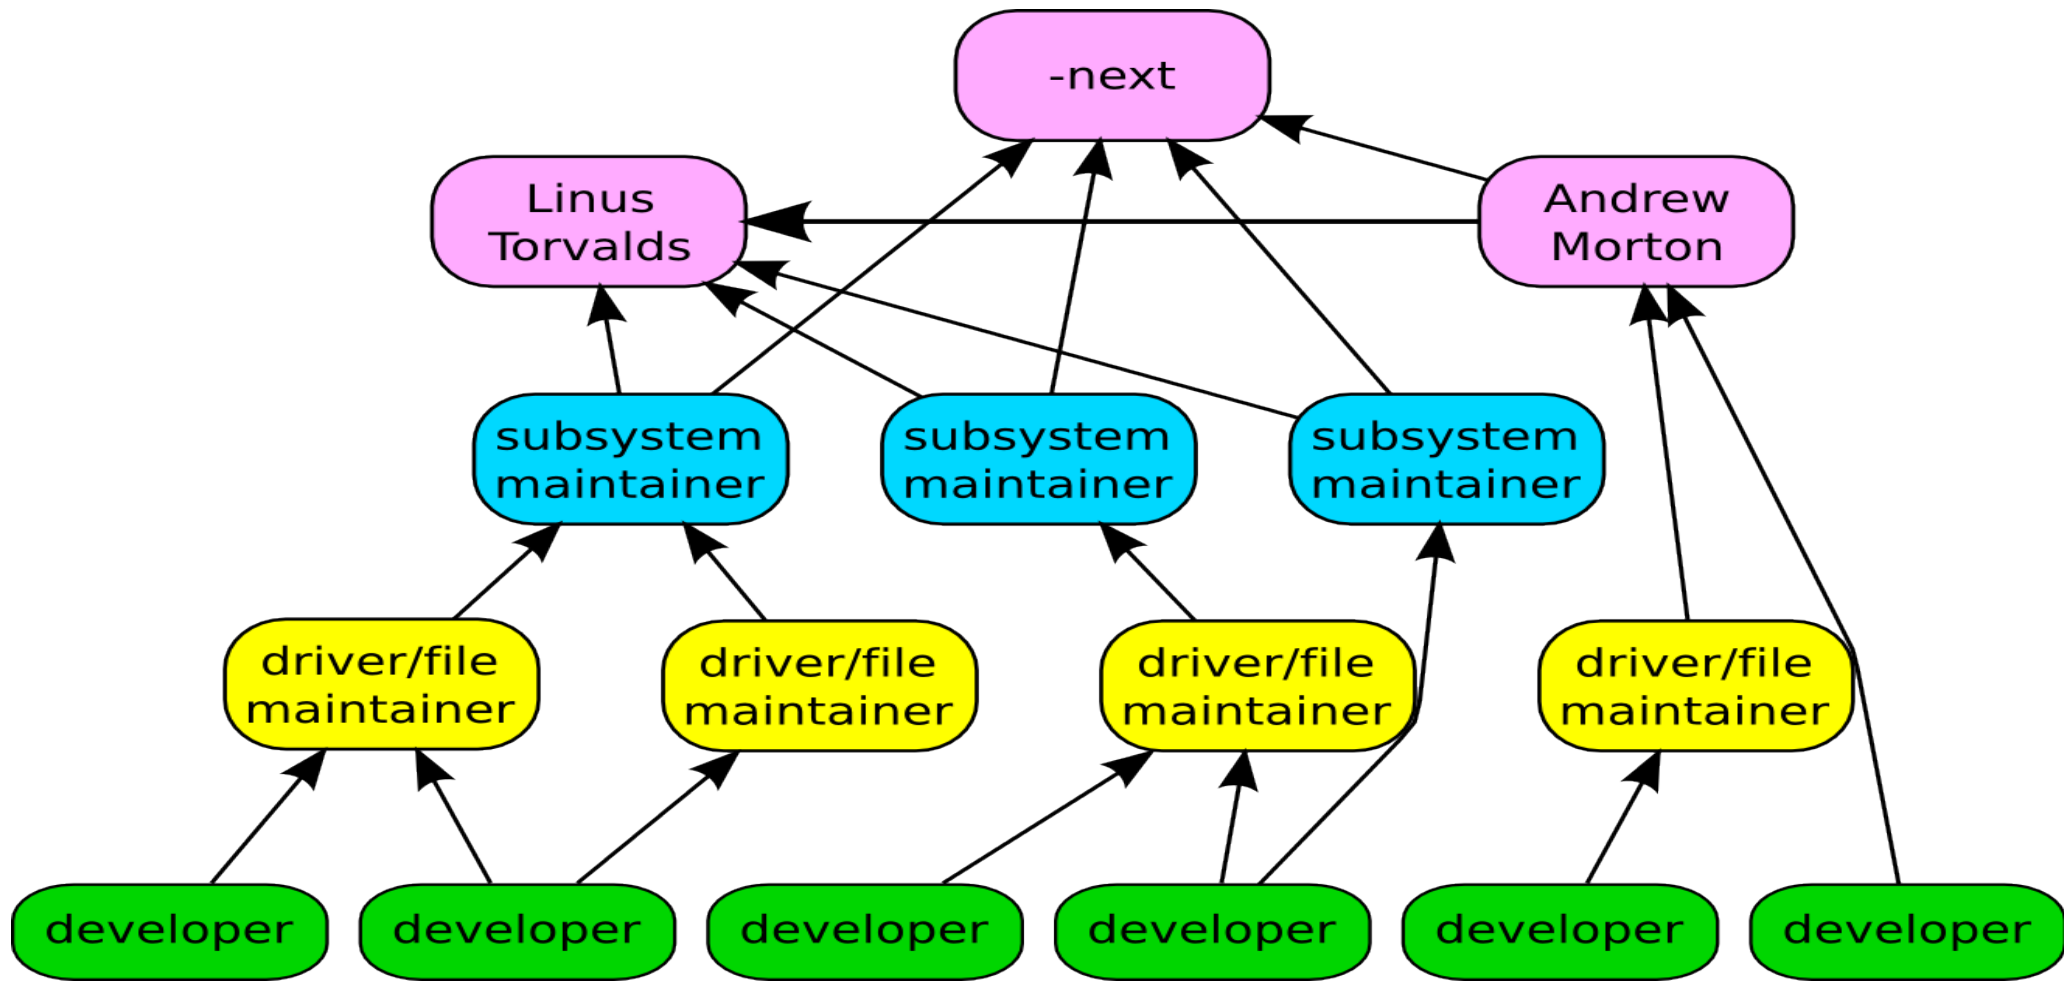 -next
Linus
Torvalds
Andrew
Morton
subsystem
maintainer
subsystem
maintainer
subsystem
maintainer
driver/file
maintainer
driver/file
maintainer
driver/file
maintainer
driver/file
maintainer
developer
developer
developer
developer
developer
developer